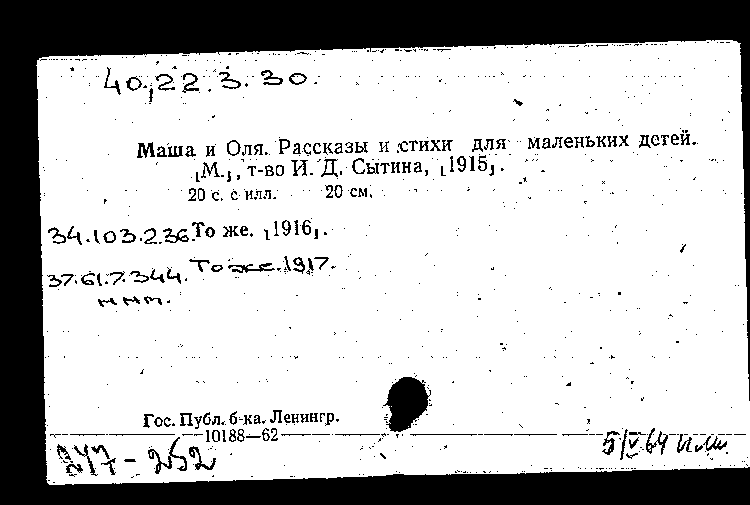 40,22.3.30.
Маша и Оля. Рассказы и стихи для маленьких детей.
[М.], т-во И. Д. Сытина, [1915].
20 с. с илл. 20 см.
34.103.2.36. То же. [1916].
37.61.7.344. То же. 1917.
Гос. Публ. б-ка. Ленингр.
10188—62
247-252
5/V 64